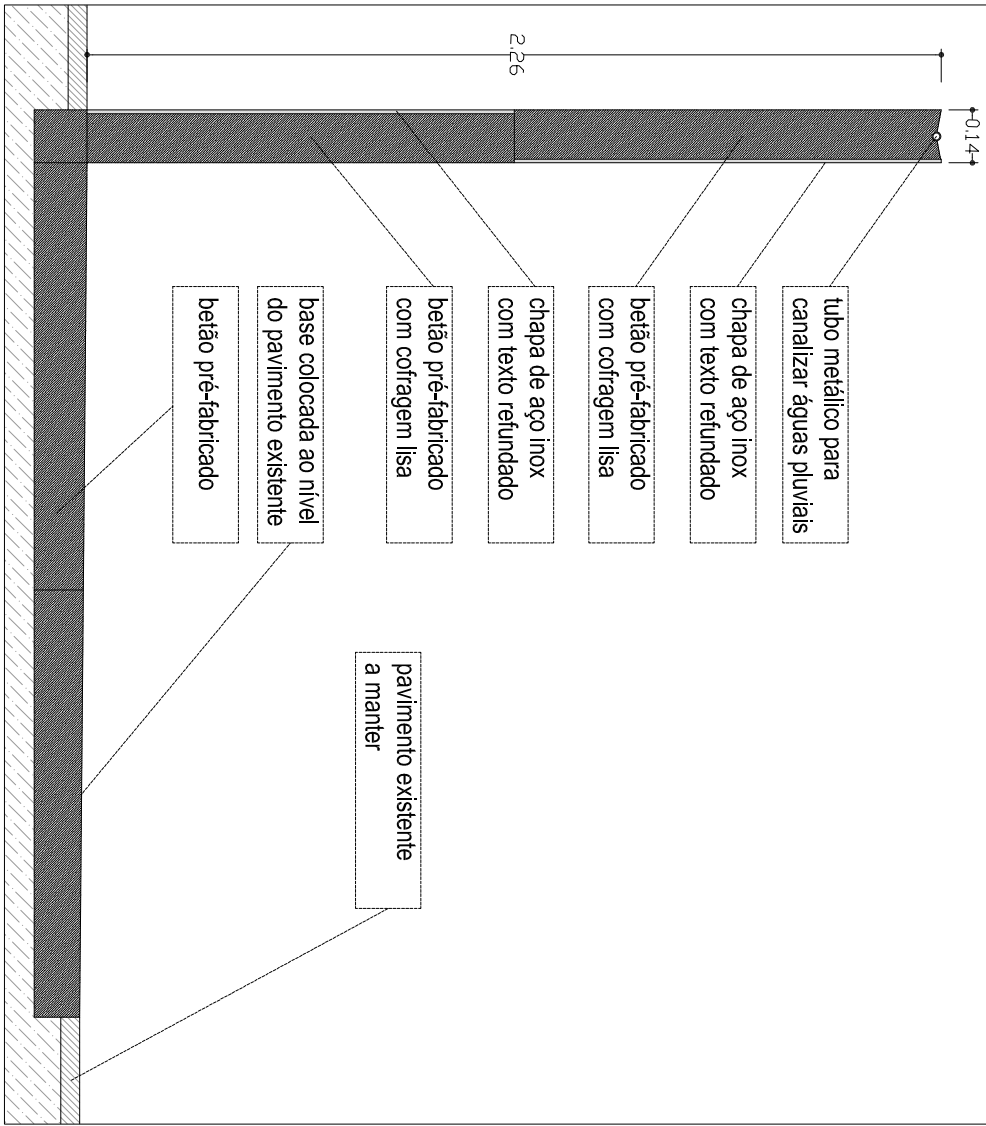 2.26
0.14
tubo metálico para
canalizar águas pluviais
chapa de aço inox
com texto refundado
betão pré-fabricado
com cofragem lisa
chapa de aço inox
com texto refundado
betão pré-fabricado
com cofragem lisa
base colocada ao nível
do pavimento existente
betão pré-fabricado
pavimento existente
a manter